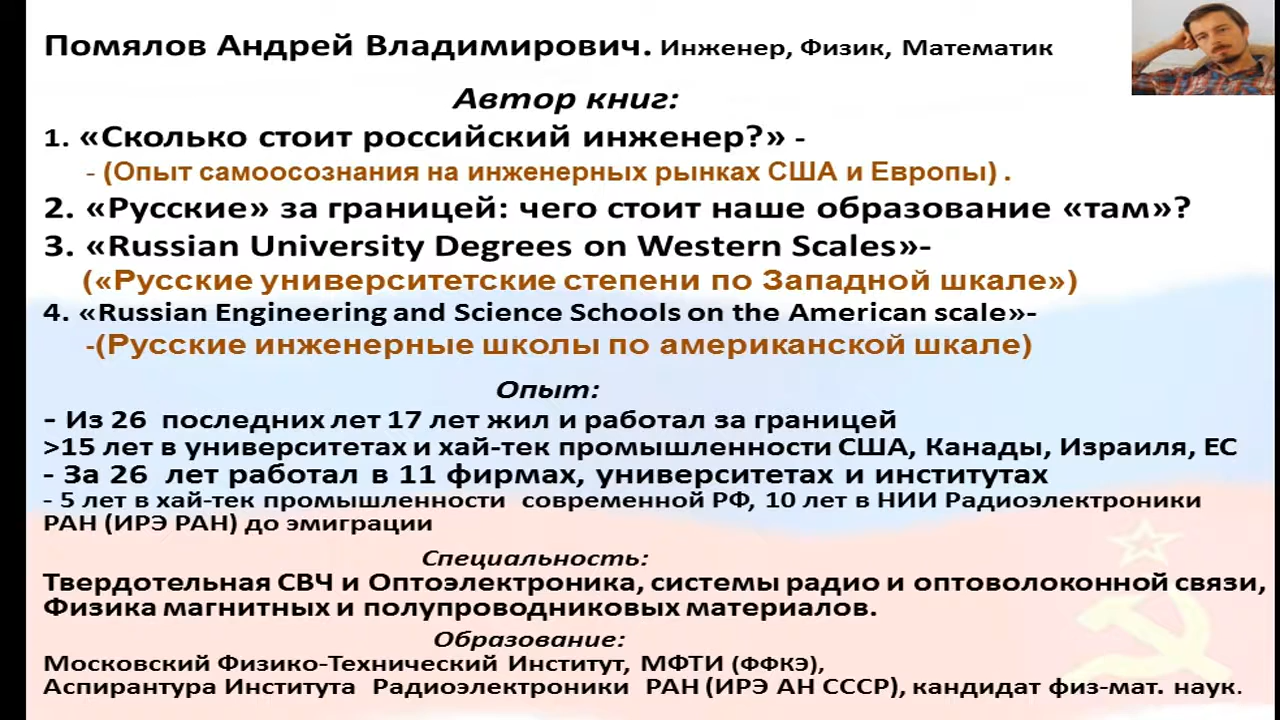 Помялов Андрей Владимирович. Инженер, Физик, Математик
Автор книг:
1. «Сколько стоит российский инженер?» -
- (Опыт самоосознания на инженерных рынках США и Европы) .
2. «Русские» за границей: чего стоит наше образование «там»?
3. «Russian University Degrees on Western Scales»-
(«Русские университетские степени по Западной шкале»)
4. «Russian Engineering and Science Schools on the American scale»-
-(Русские инженерные школы по американской шкале)
Опыт:
- Из 26 последних лет 17 лет жил и работал за границей
>15 лет в университетах и хай-тек промышленности США, Канады, Израиля, ЕС
- За 26 лет работал в 11 фирмах, университетах и институтах
- 5 лет в хай-тек промышленности современной РФ, 10 лет в НИИ Радиоэлектроники
РАН (ИРЭ РАН) до эмиграции
Специальность:
Твердотельная СВЧ и Оптоэлектроника, системы радио и оптоволоконной связи,
Физика магнитных и полупроводниковых материалов.
Образование:
Московский Физико-Технический Институт, МФТИ (ФФКЭ),
Аспирантура Института Радиоэлектроники РАН (ИРЭ АН СССР), кандидат физ-мат. наук.